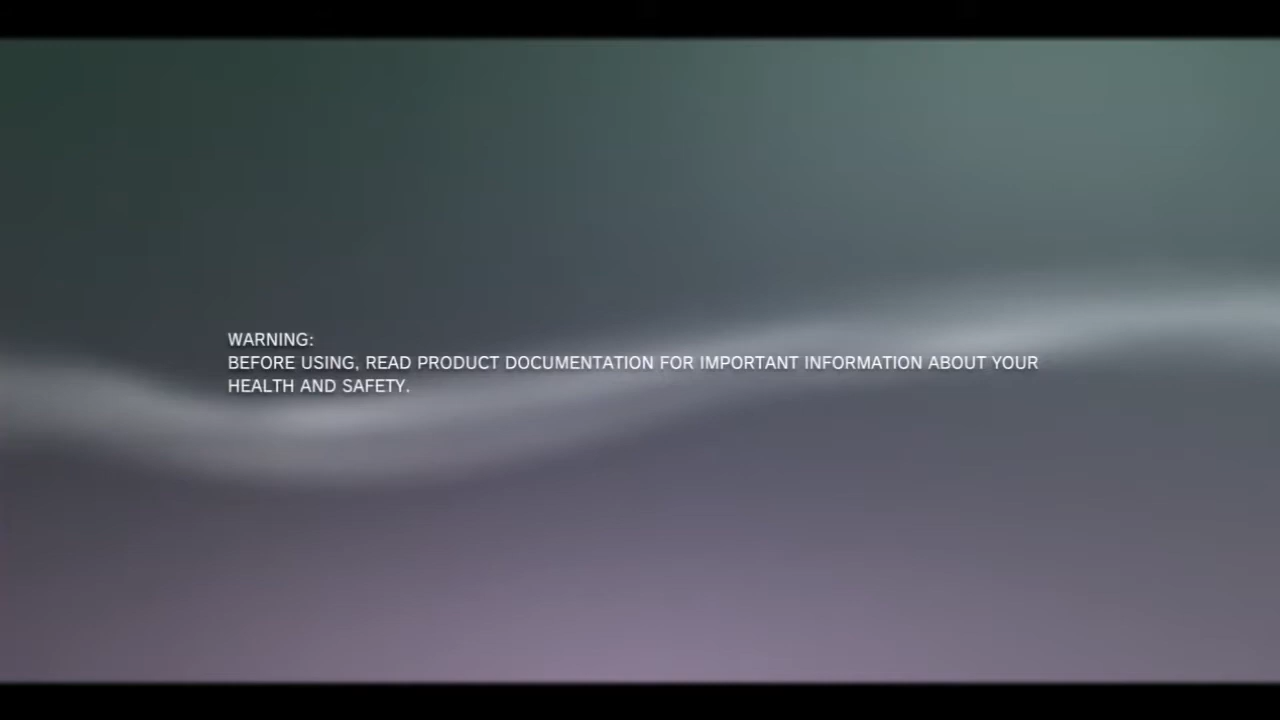 WARNING:
BEFORE USING, READ PRODUCT DOCUMENTATION FOR IMPORTANT INFORMATION ABOUT YOUR
HEALTH AND SAFETY.